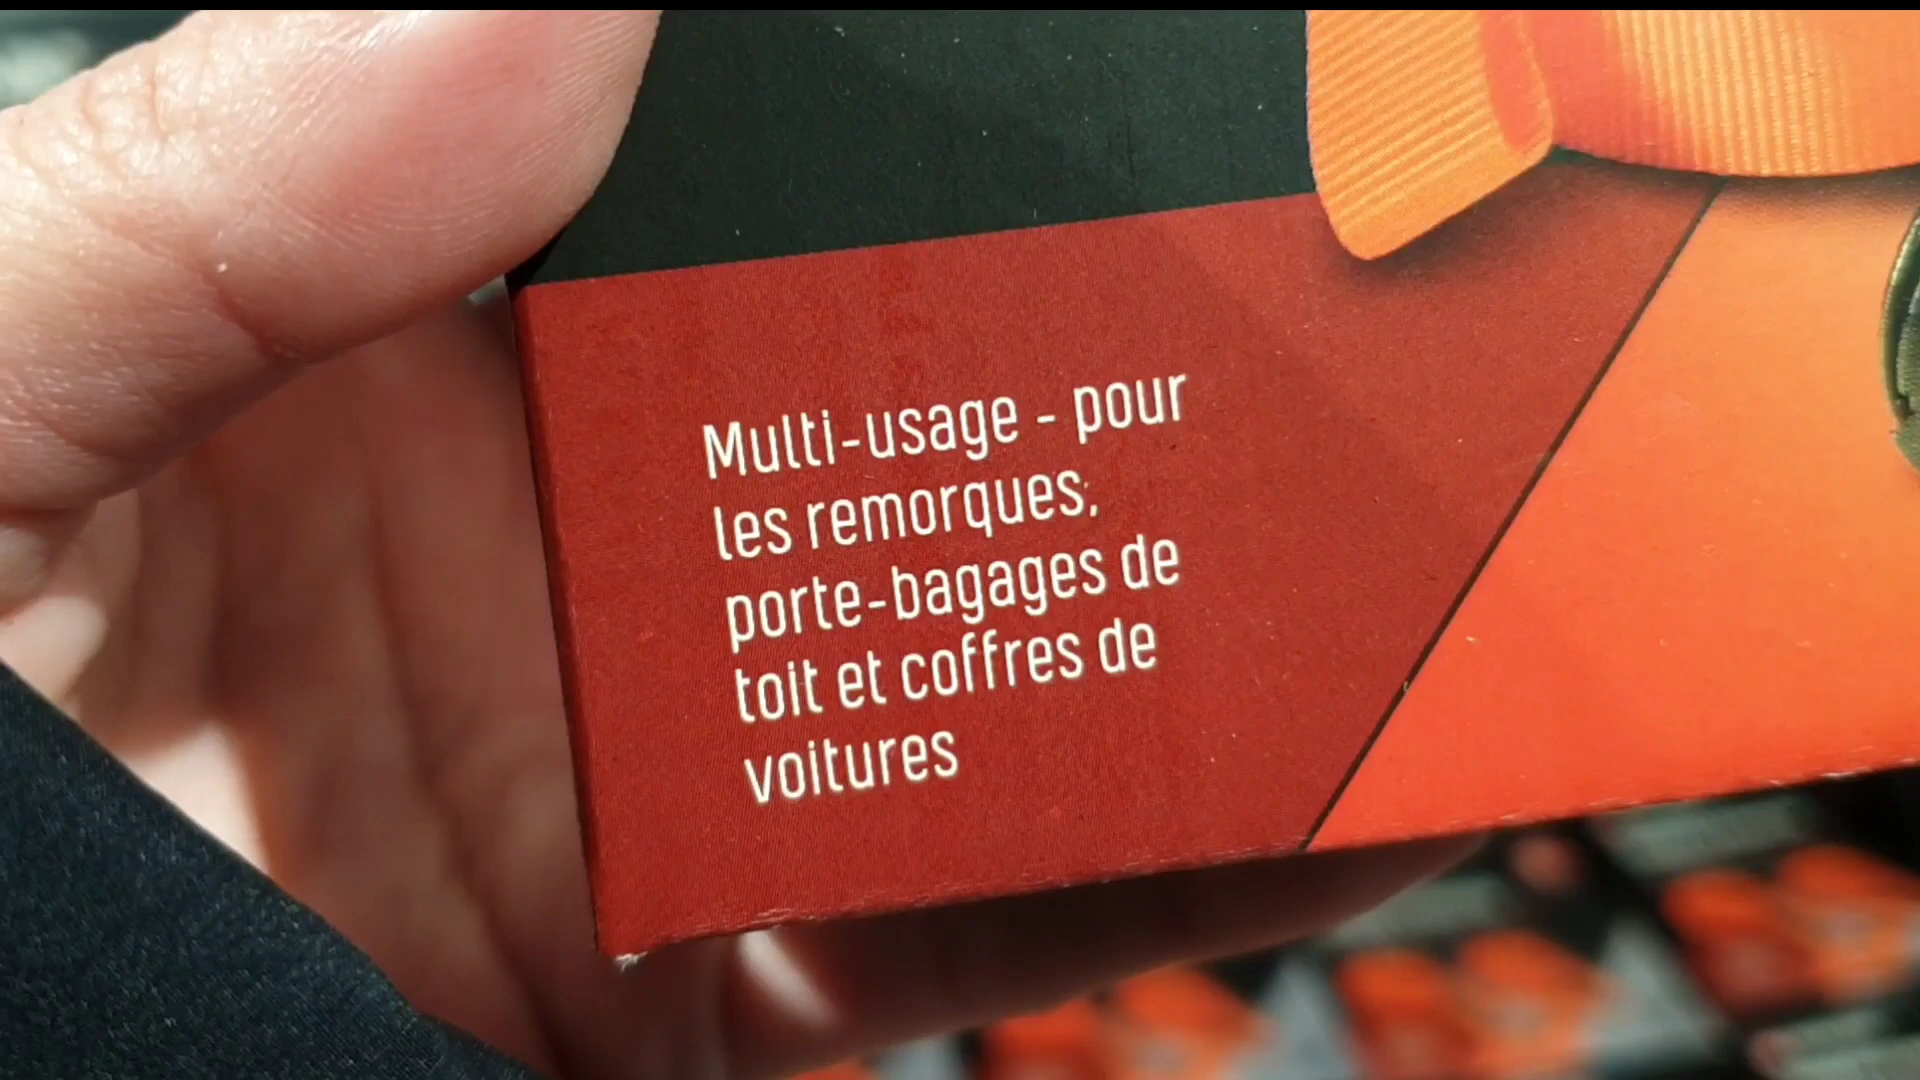 Multi-usage - pour
les remorques,
porte-bagages de
toit et coffres de
voitures